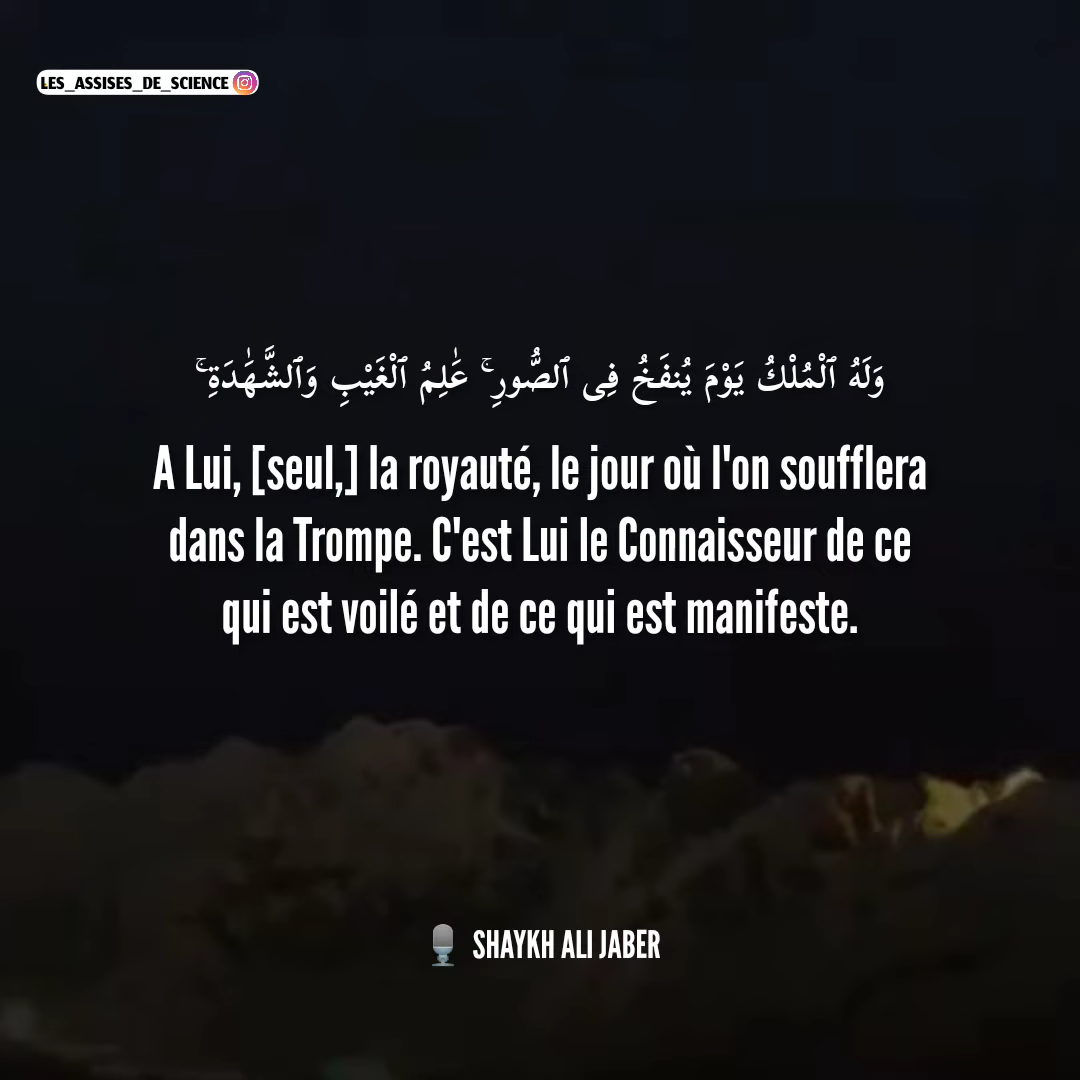 LES_ASSISES_DE_SCIENCE
وَلَهُ ٱلْمُلْكُ يَوْمَ يُنفَخُ فِى ٱلصُّورِ ۚ عَٰلِمُ ٱلْغَيْبِ وَٱلشَّهَٰدَةِ ۚ
A Lui, [seul,] la royauté, le jour où l'on soufflera
dans la Trompe. C'est Lui le Connaisseur de ce
qui est voilé et de ce qui est manifeste.
SHAYKH ALI JABER